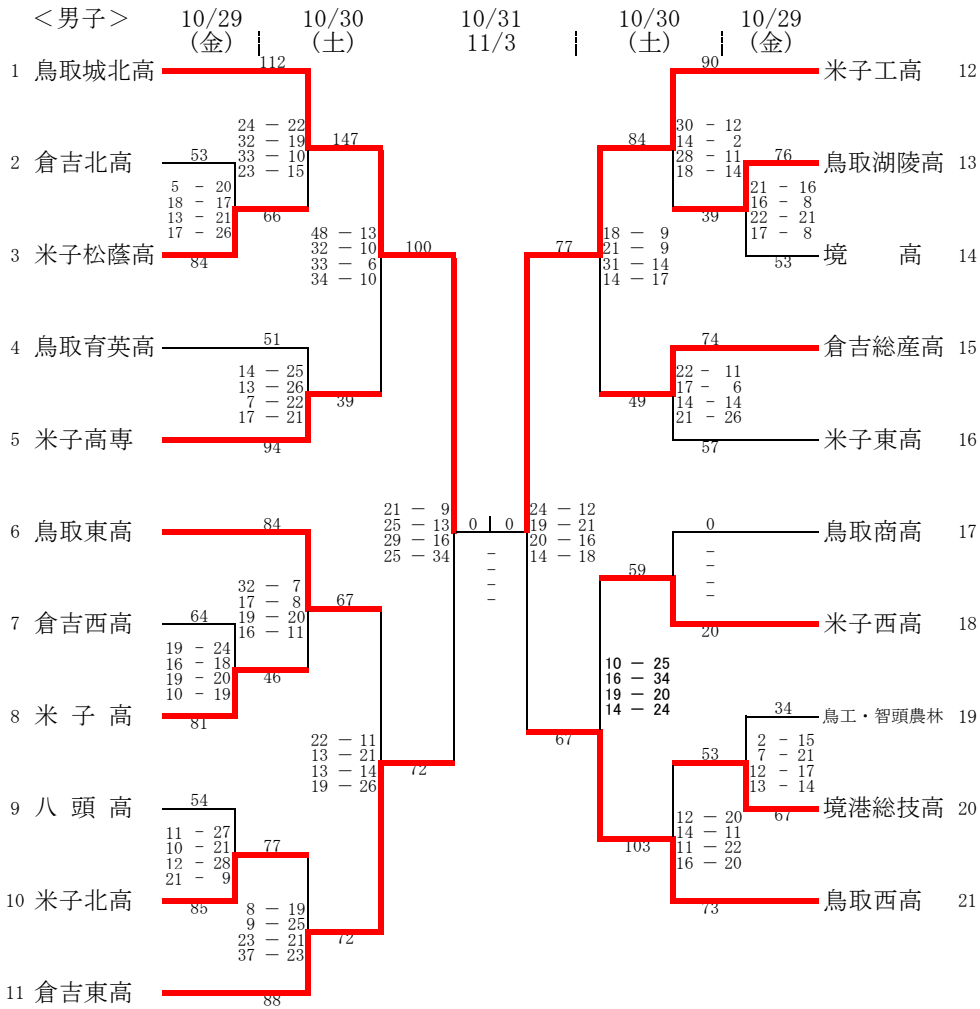 ＜男子＞ 10/29 10/30 10/31 10/30 10/29
（金） （土） 11/3 （土） （金）
1 鳥取城北高 112 90 米子工高 12
24 － 22 147 84 30 － 12
32 － 19 14 － 2
2 倉吉北高 53 33 － 10 28 － 11 76 鳥取湖陵高 13
23 － 15 18 － 14
5 － 20 21 － 16
18 － 17 16 － 8
13 － 21 66 39 22 － 21
17 － 26 17 － 8
48 － 13 18 － 9
32 － 10 100 77 21 － 9
3 米子松蔭高 84 33 － 6 31 － 14 53 境　高 14
34 － 10 14 － 17
4 鳥取育英高 51 74 倉吉総産高 15
14 － 25 22 － 11
13 － 26 17 － 6
7 － 22 39 49 14 － 14
17 － 21 21 － 26
5 米子高専 94 57 米子東高 16
21 － 9 24 － 12
25 － 13 0 0 19 － 21
6 鳥取東高 84 29 － 16 － 20 － 16 0 鳥取商高 17
25 － 34 － 14 － 18 －
32 － 7 － 59 －
17 － 8 67 － －
7 倉吉西高 64 19 － 20 － 20 米子西高 18
16 － 11
19 － 24 10 － 25
16 － 18 16 － 34
19 － 20 46 19 － 20
10 － 19 14 － 24
8 米子高 81 34 鳥工・智頭農林 19
22 － 11 67 53 2 － 15
13 － 21 7 － 21
13 － 14 72 12 － 17
19 － 26 13 － 14
9 八頭高 54 67 境港総技高 20
11 － 27 12 － 20
10 － 21 77 14 － 11
12 － 28 103 11 － 22
21 － 9 16 － 20
10 米子北高 85 73 鳥取西高 21
8 － 19
9 － 25 72
23 － 21
37 － 23
11 倉吉東高 88